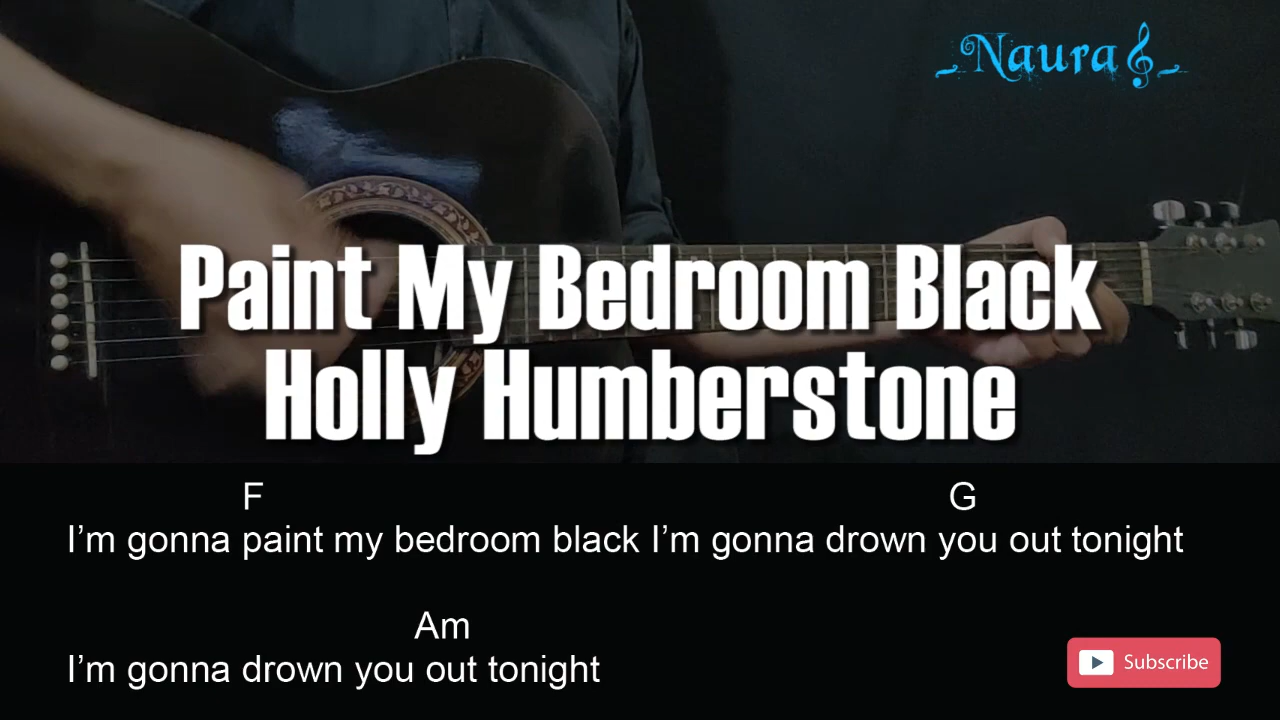 Naura
Paint My Bedroom Black
Holly Humberstone
F G
I'm gonna paint my bedroom black I'm gonna drown you out tonight
Am
I'm gonna drown you out tonight
Subscribe